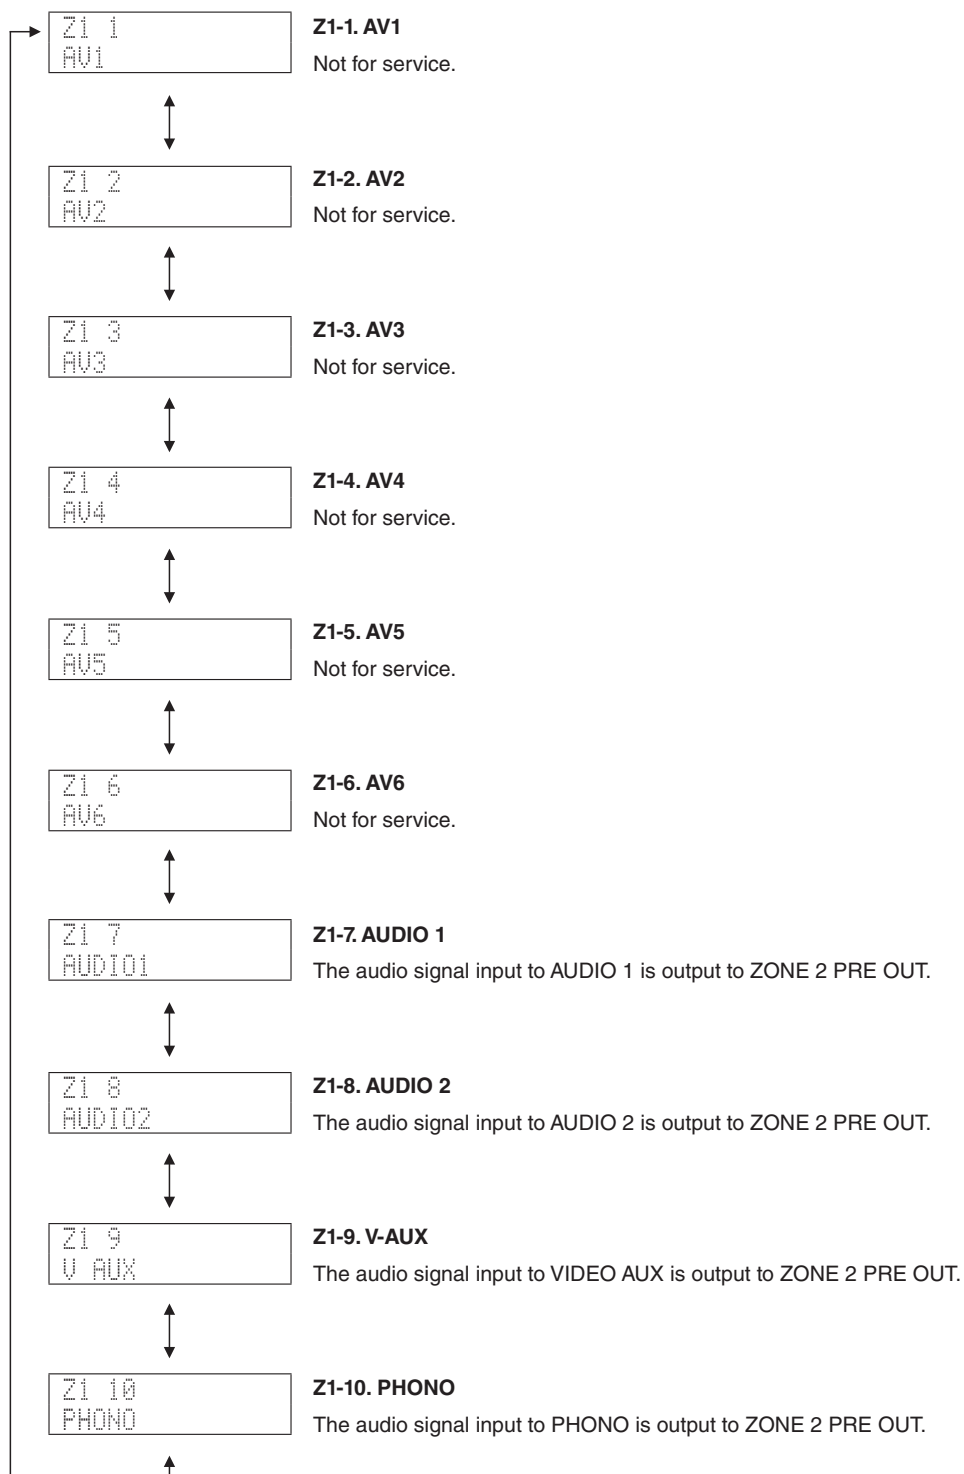 Z1 1
AV1
Z1-1. AV1
Not for service.
Z1 2
AV2
Z1-2. AV2
Not for service.
Z1 3
AV3
Z1-3. AV3
Not for service.
Z1 4
AV4
Z1-4. AV4
Not for service.
Z1 5
AV5
Z1-5. AV5
Not for service.
Z1 6
AV6
Z1-6. AV6
Not for service.
Z1 7
AUDIO1
Z1-7. AUDIO 1
The audio signal input to AUDIO 1 is output to ZONE 2 PRE OUT.
Z1 8
AUDIO2
Z1-8. AUDIO 2
The audio signal input to AUDIO 2 is output to ZONE 2 PRE OUT.
Z1 9
V AUX
Z1-9. V-AUX
The audio signal input to VIDEO AUX is output to ZONE 2 PRE OUT.
Z1 10
PHONO
Z1-10. PHONO
The audio signal input to PHONO is output to ZONE 2 PRE OUT.